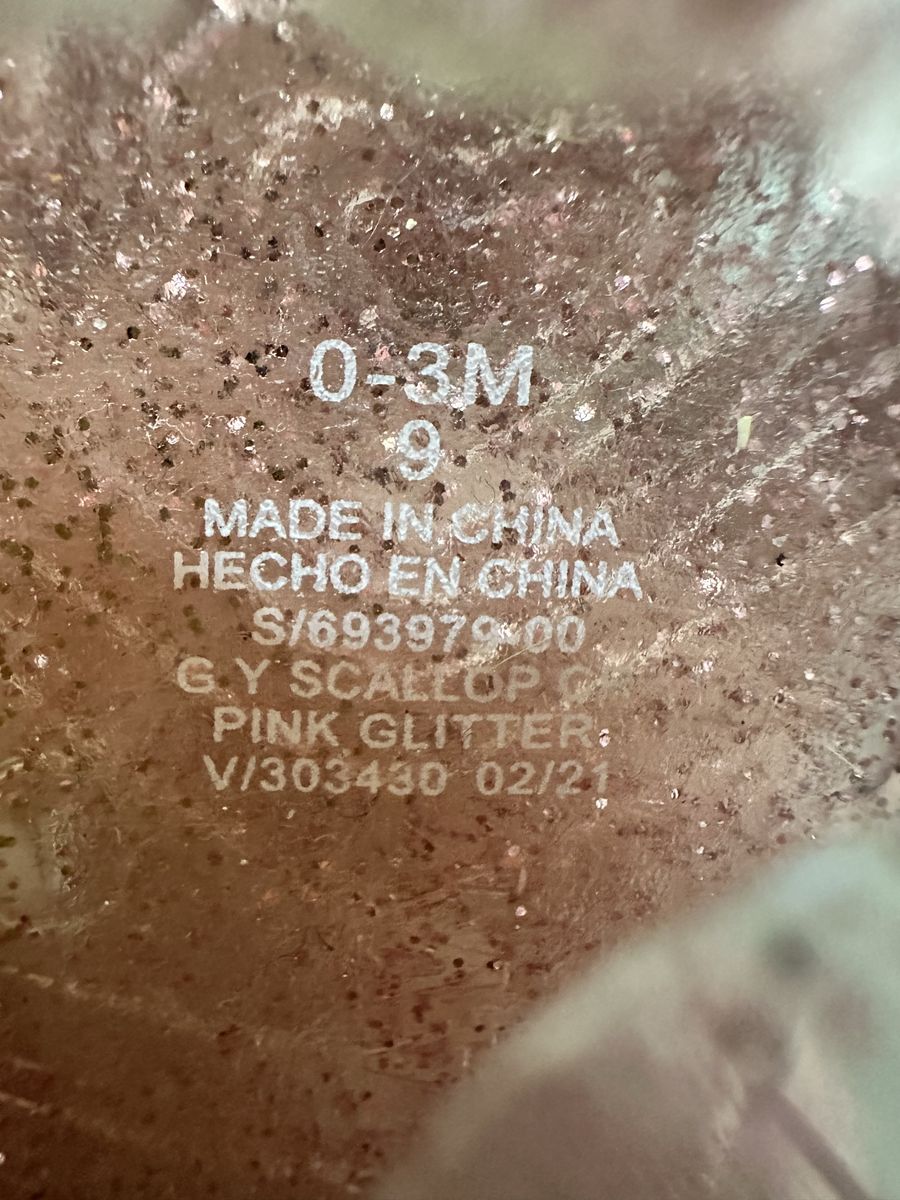 0-3M
9
MADE IN CHINA
HECHO EN CHINA
S/693979-00
G Y SCALLOP
PINK GLITTER
V/303430 02/21